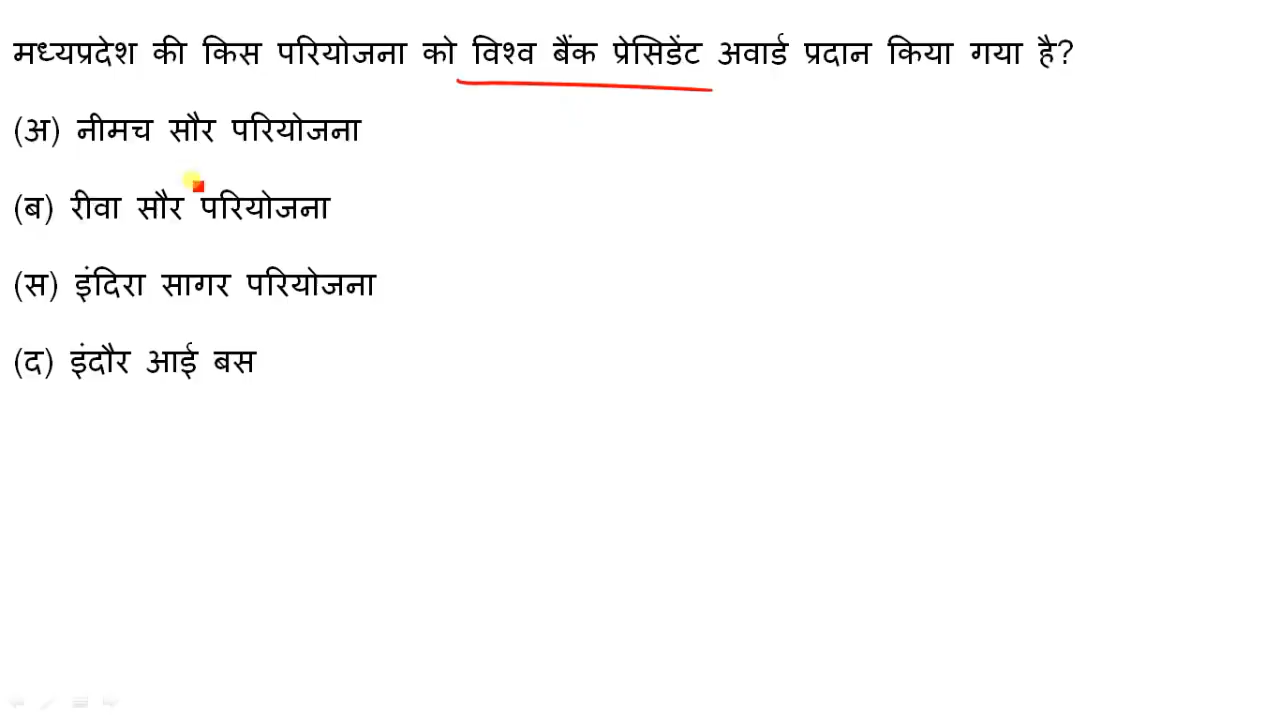 मध्यप्रदेश की किस परियोजना को विश्व बैंक प्रेसिडेंट अवार्ड प्रदान किया गया है?
(अ) नीमच सौर परियोजना
(ब) रीवा सौर परियोजना
(स) इंदिरा सागर परियोजना
(द) इंदौर आई बस